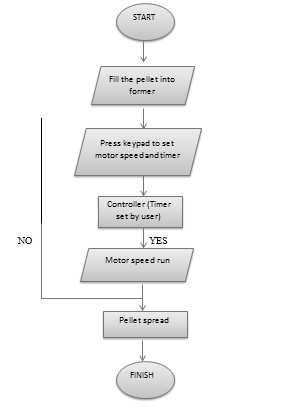 START
Fill the pellet into
former
Press keypad to set
motor speed and timer
Controller (Timer
set by user)
NO
YES
Motor speed run
Pellet spread
FINISH